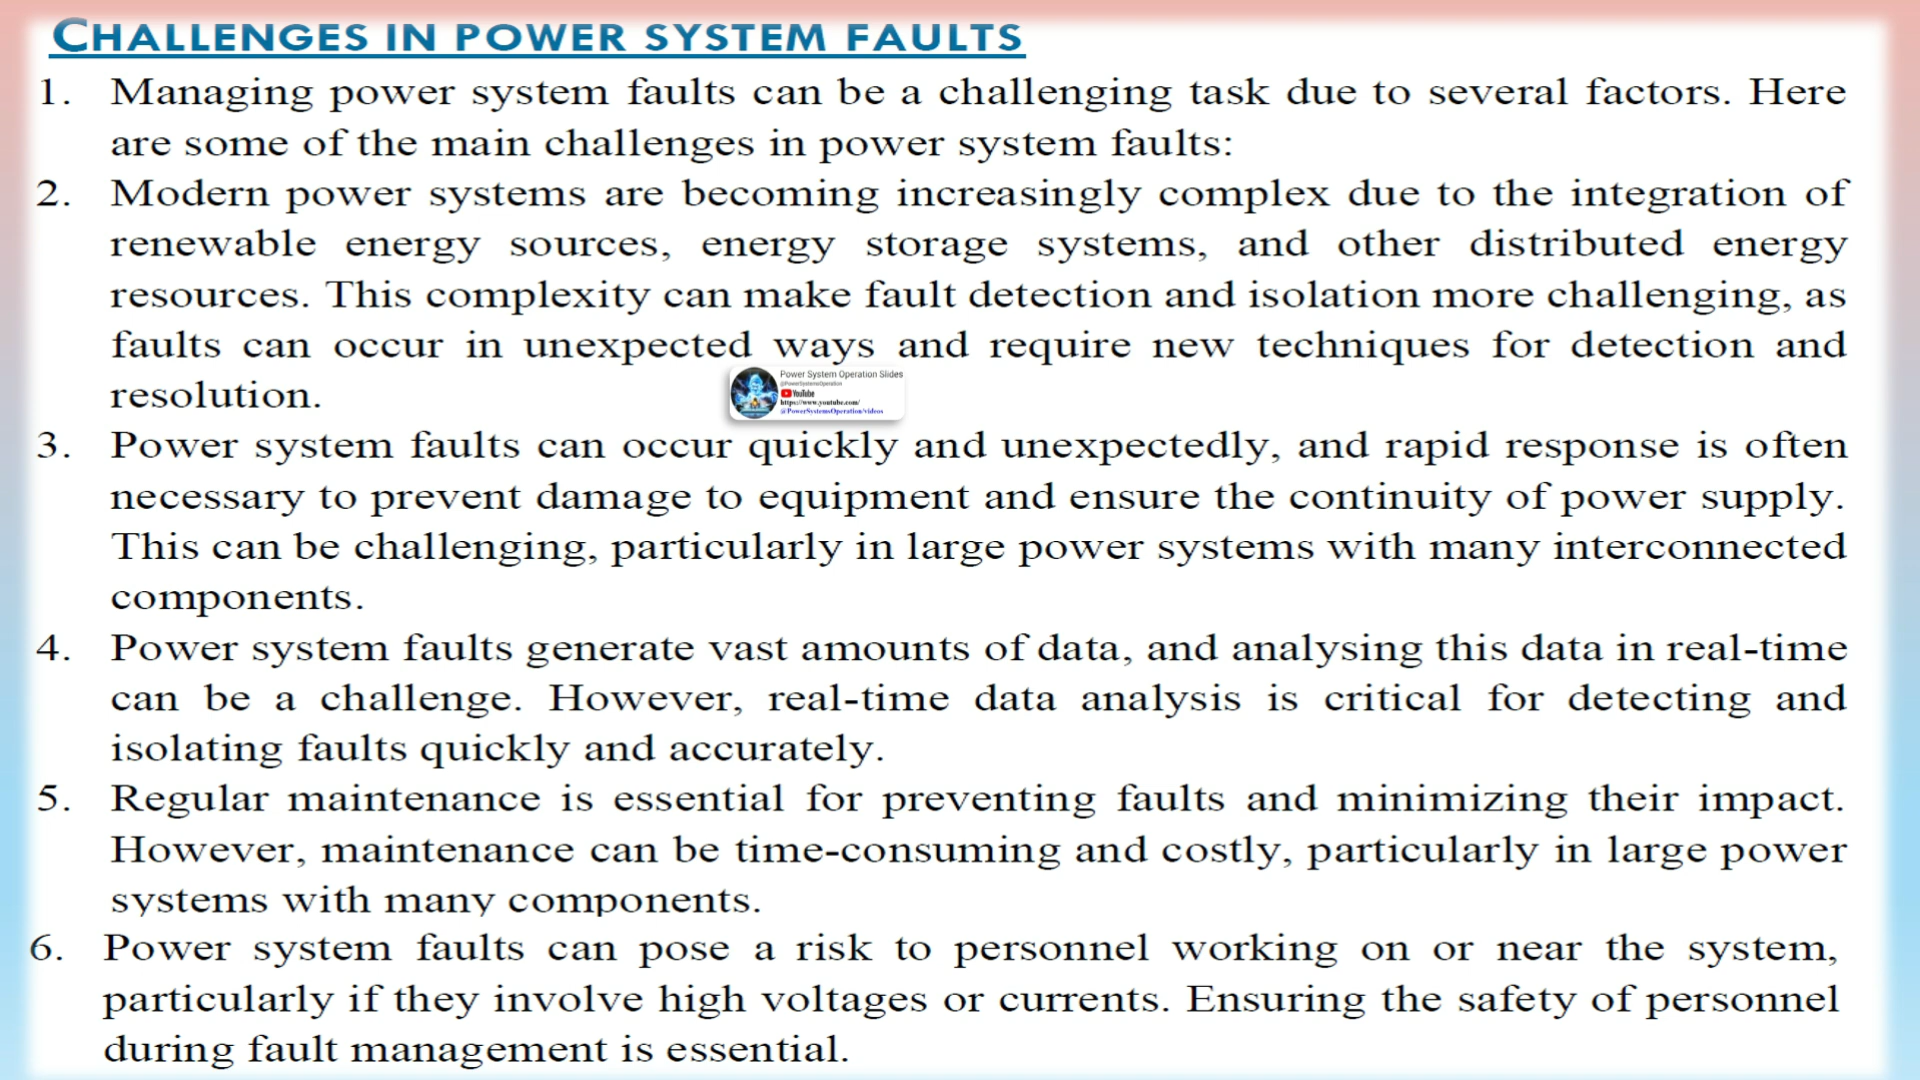 CHALLENGES IN POWER SYSTEM FAULTS
1. Managing power system faults can be a challenging task due to several factors. Here
are some of the main challenges in power system faults:
2. Modern power systems are becoming increasingly complex due to the integration of
renewable energy sources, energy storage systems, and other distributed energy
resources. This complexity can make fault detection and isolation more challenging, as
faults can occur in unexpected ways and require new techniques for detection and
resolution.
Power System Operation Slides
@PowerSystemsOperation
YouTube
https://www.youtube.com/
@PowerSystemsOperation/videos
3. Power system faults can occur quickly and unexpectedly, and rapid response is often
necessary to prevent damage to equipment and ensure the continuity of power supply.
This can be challenging, particularly in large power systems with many interconnected
components.
4. Power system faults generate vast amounts of data, and analysing this data in real-time
can be a challenge. However, real-time data analysis is critical for detecting and
isolating faults quickly and accurately.
5. Regular maintenance is essential for preventing faults and minimizing their impact.
However, maintenance can be time-consuming and costly, particularly in large power
systems with many components.
6. Power system faults can pose a risk to personnel working on or near the system,
particularly if they involve high voltages or currents. Ensuring the safety of personnel
during fault management is essential.